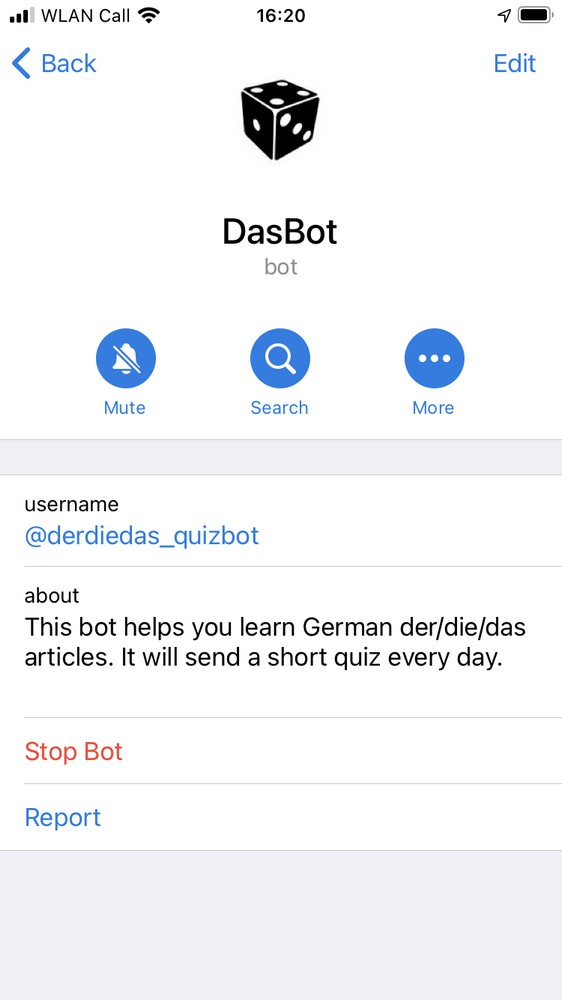 WLAN Call
16:20
Back
Edit
DasBot
bot
Mute
Search
More
username
@derdiedas_quizbot
about
This bot helps you learn German der/die/das
articles. It will send a short quiz every day.
Stop Bot
Report